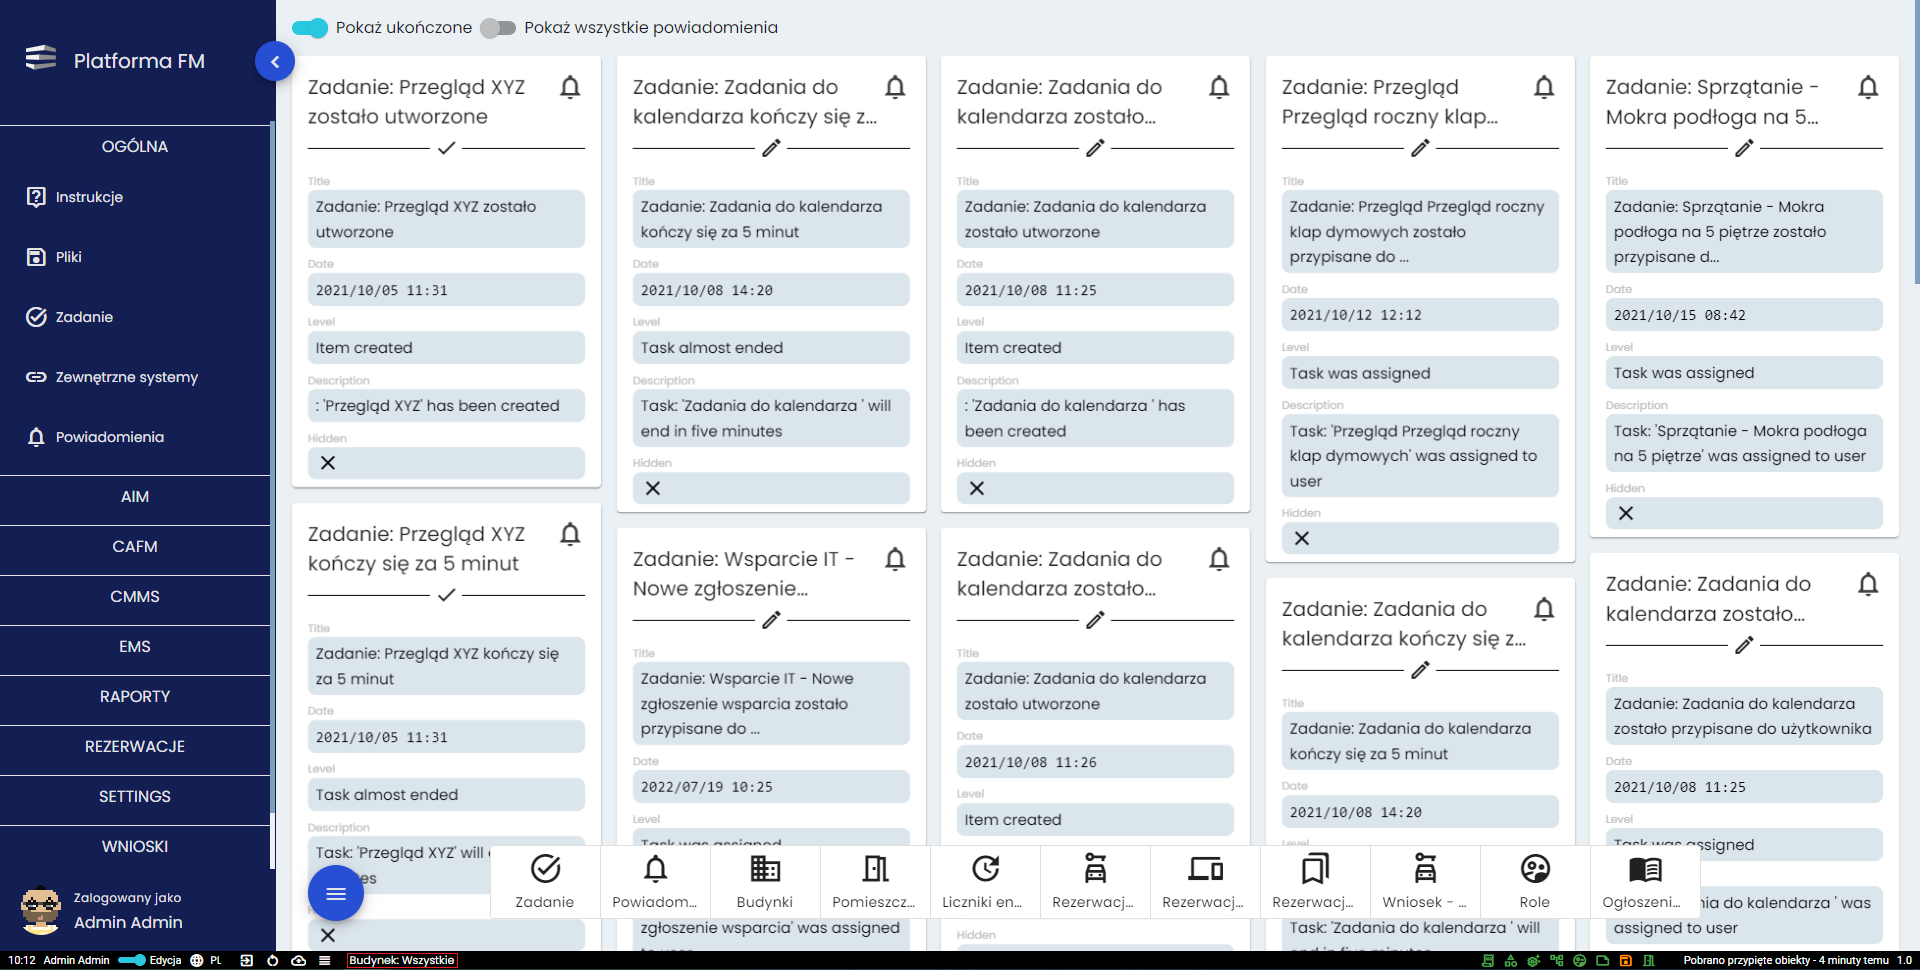 Platforma FM
OGÓLNA
Instrukcje
Pliki
Zadanie
Zewnętrzne systemy
Powiadomienia
AIM
CAFM
CMMS
EMS
RAPORTY
REZERWACJE
SETTINGS
WNIOSKI
Zalogowany jako
Admin Admin
Pokaż ukończone
Pokaż wszystkie powiadomienia
Zadanie: Przegląd XYZ
zostało utworzone
Title
Zadanie: Przegląd XYZ zostało
utworzone
Date
2021/10/05 11:31
Level
Item created
Description
: 'Przegląd XYZ' has been created
Hidden
Zadanie: Przegląd XYZ
kończy się za 5 minut
Title
Zadanie: Przegląd XYZ kończy się
za 5 minut
Date
2021/10/05 11:31
Level
Task almost ended
Description
Task: 'Przegląd XYZ' will
Zadanie: Zadania do
kalendarza kończy się z...
Title
Zadanie: Zadania do kalendarza
kończy się za 5 minut
Date
2021/10/08 14:20
Level
Task almost ended
Description
Task: 'Zadania do kalendarza ' will
end in five minutes
Hidden
Zadanie: Wsparcie IT -
Nowe zgłoszenie...
Title
Zadanie: Wsparcie IT - Nowe
zgłoszenie wsparcia zostało
przypisane do ...
Date
2022/07/19 10:25
Level
Task was assigned
zgłoszenie wsparcia' was assigned
to user
Zadanie: Zadania do
kalendarza zostało...
Title
Zadanie: Zadania do kalendarza
zostało utworzone
Date
2021/10/08 11:25
Level
Item created
Description
: 'Zadania do kalendarza ' has
been created
Hidden
Zadanie: Zadania do
kalendarza zostało...
Title
Zadanie: Zadania do kalendarza
zostało utworzone
Date
2021/10/08 11:26
Level
Item created
Hidden
Zadanie: Przegląd
Przegląd roczny klap...
Title
Zadanie: Przegląd Przegląd roczny
klap dymowych zostało
przypisane do ...
Date
2021/10/12 12:12
Level
Task was assigned
Description
Task: 'Przegląd Przegląd roczny
klap dymowych' was assigned to
user
Hidden
Zadanie: Zadania do
kalendarza kończy się z...
Title
Zadanie: Zadania do kalendarza
kończy się za 5 minut
Date
2021/10/08 14:20
Level
Task: 'Zadania do kalendarza ' will
end in five minutes
Zadanie: Sprzątanie -
Mokra podłoga na 5...
Title
Zadanie: Sprzątanie - Mokra
podłoga na 5 piętrze zostało
przypisane d...
Date
2021/10/15 08:42
Level
Task was assigned
Description
Task: 'Sprzątanie - Mokra podłoga
na 5 piętrze' was assigned to user
Hidden
Zadanie: Zadania do
kalendarza zostało...
Title
Zadanie: Zadania do kalendarza
zostało przypisane do użytkownika
Date
2021/10/08 11:25
Level
Task was assigned
do kalendarza ' was
assigned to user
Zadanie
Powiadom...
Budynki
Pomieszcz...
Liczniki en...
Rezerwacj...
Rezerwacj...
Rezerwacj...
Wniosek - ...
Role
Ogłoszeni...
10:12 Admin Admin Edycja PL Budynek: Wszystkie Pobrano przypięte obiekty - 4 minuty temu 1.0